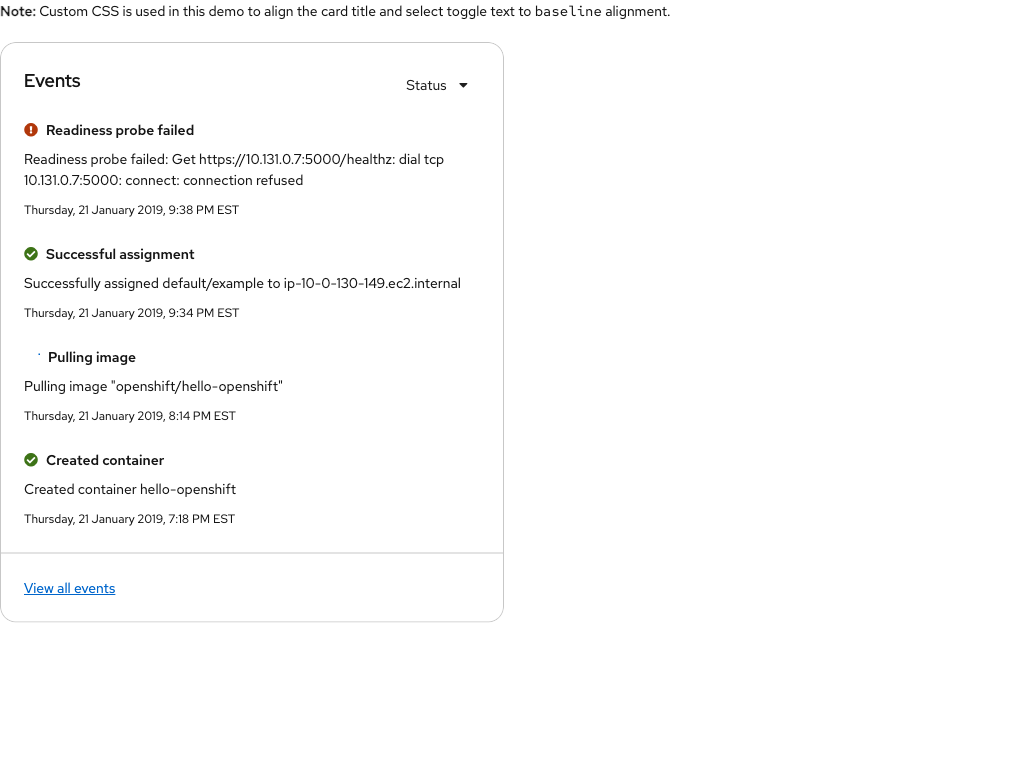 Note: Custom CSS is used in this demo to align the card title and select toggle text to baseline alignment.
Events
Status
Readiness probe failed
Readiness probe failed: Get https://10.131.0.7:5000/healthz: dial tcp
10.131.0.7:5000: connect: connection refused
Thursday, 21 January 2019, 9:38 PM EST
Successful assignment
Successfully assigned default/example to ip-10-0-130-149.ec2.internal
Thursday, 21 January 2019, 9:34 PM EST
Pulling image
Pulling image "openshift/hello-openshift"
Thursday, 21 January 2019, 8:14 PM EST
Created container
Created container hello-openshift
Thursday, 21 January 2019, 7:18 PM EST
View all events